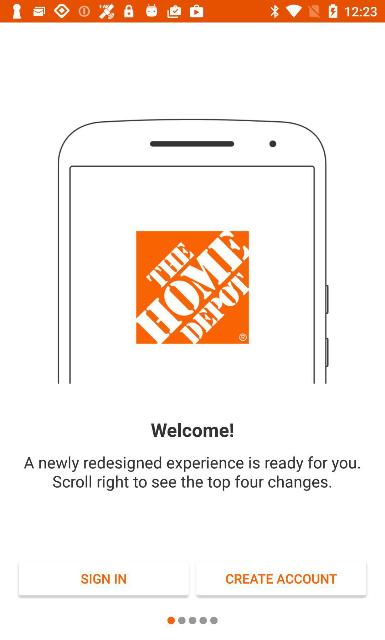 12:23
THE
HOME
DEPOT
®
Welcome!
A newly redesigned experience is ready for you.
Scroll right to see the top four changes.
SIGN IN
CREATE ACCOUNT